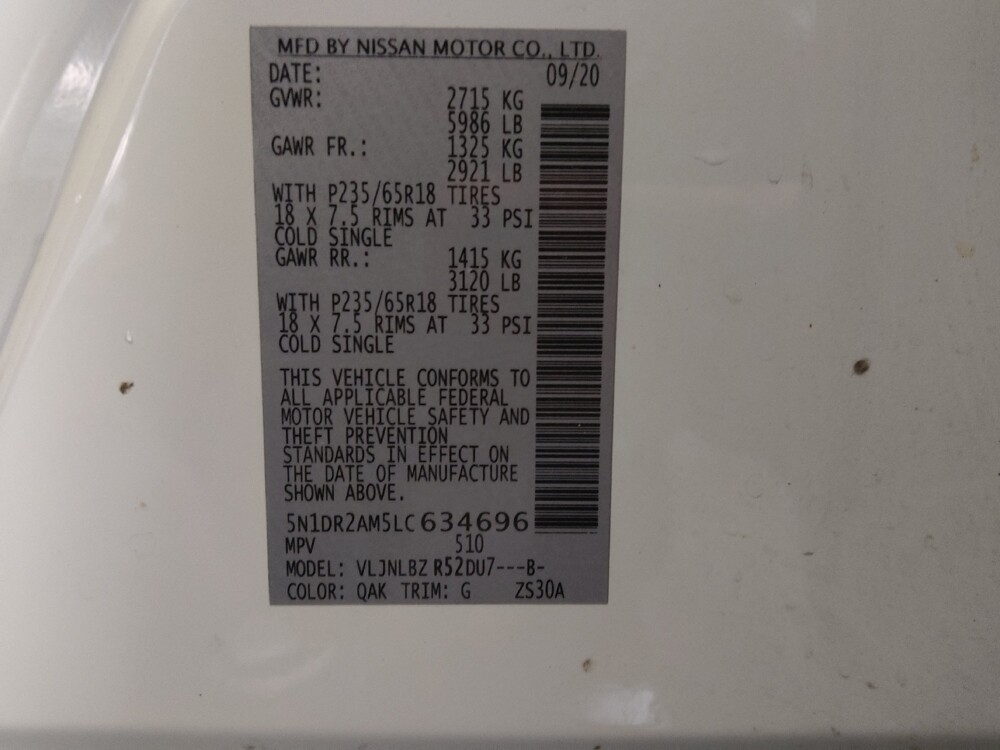 MFD BY NISSAN MOTOR CO., LTD.
DATE: 09/20
GVWR: 2715 KG
5986 LB
GAWR FR.: 1325 KG
2921 LB
WITH P235/65R18 TIRES
18 X 7.5 RIMS AT 33 PSI
COLD SINGLE
GAWR RR.: 1415 KG
3120 LB
WITH P235/65R18 TIRES
18 X 7.5 RIMS AT 33 PSI
COLD SINGLE
THIS VEHICLE CONFORMS TO
ALL APPLICABLE FEDERAL
MOTOR VEHICLE SAFETY AND
THEFT PREVENTION
STANDARDS IN EFFECT ON
THE DATE OF MANUFACTURE
SHOWN ABOVE.
5N1DR2AM5LC634696
MPV 510
MODEL: VLJNLBZ R52DU7---B-
COLOR: QAK TRIM: G ZS30A